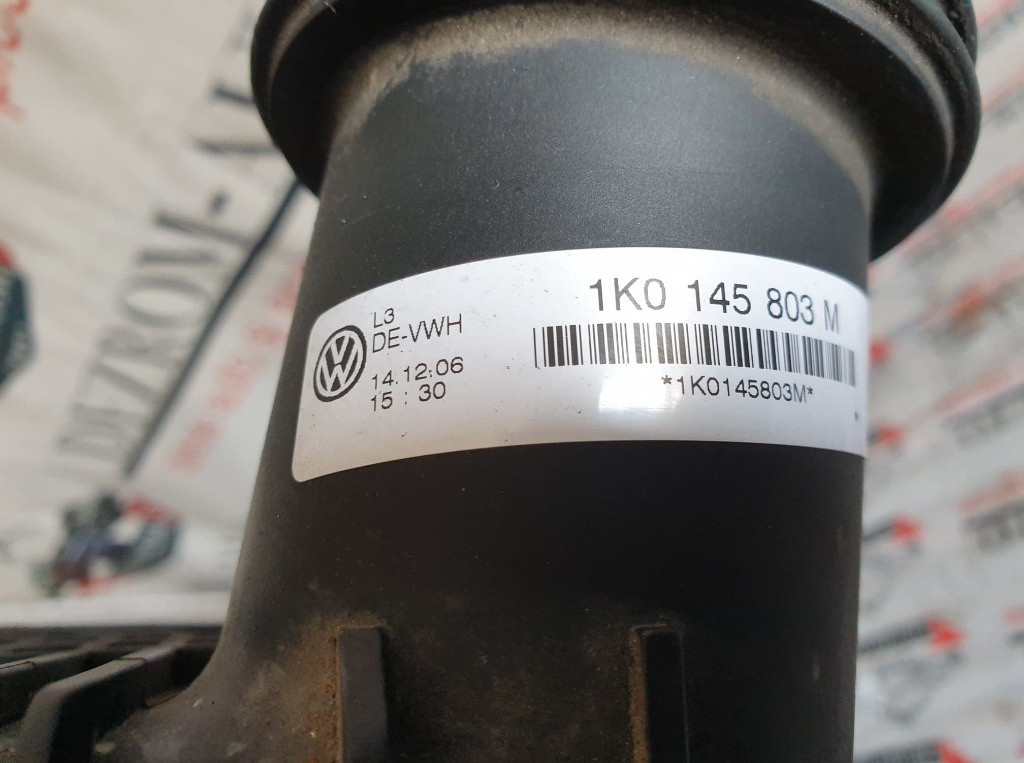 L3
DE-VWH
14.12.06
15 : 30
1K0 145 803 M
*1K0145803M*